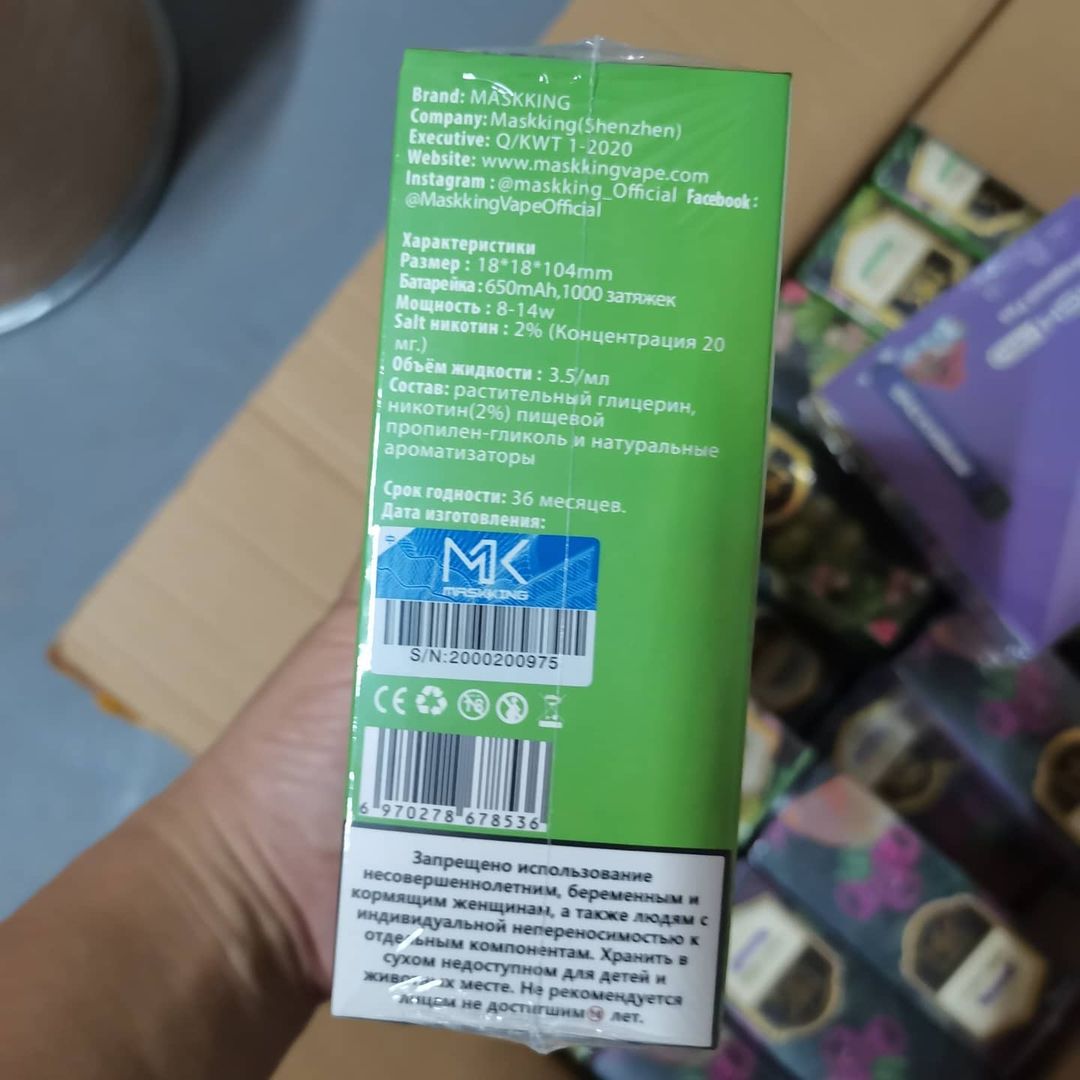 Brand: MASKKING
Company: Maskking(Shenzhen)
Executive: Q/KWT 1-2020
Website: www.maskkingvape.com
Instagram : @maskking_Official Facebook :
@MaskkingVapeOfficial
Характеристики
Размер : 18*18*104mm
Батарейка : 650mAh,1000 затяжек
Мощность : 8-14w
Salt никотин : 2% (Концентрация 20
мг.)
Объём жидкости : 3.5/мл
Состав: растительный глицерин,
никотин(2%) пищевой
пропилен-гликоль и натуральные
ароматизаторы
Срок годности: 36 месяцев.
Дата изготовления:
MK
MASKKING
S/N:2000200975
CE 18
6 970278 678536
Запрещено использование
несовершеннолетним, беременным и
кормящим женщинам, а также людям с
индивидуальной непереносимостью к
отдельным компонентам. Хранить в
сухом недоступном для детей и
животных месте. Не рекомендуется
лицам не достигшим 18 лет.